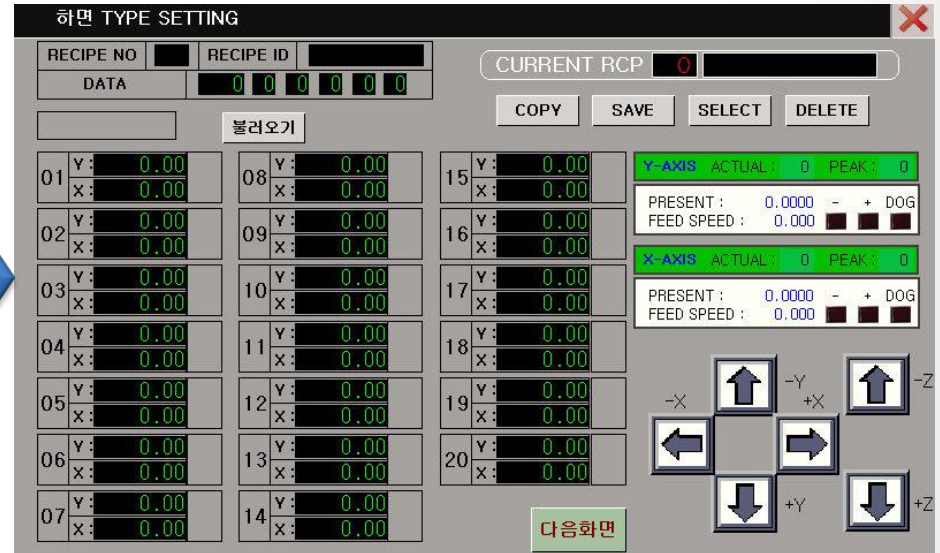 하면 TYPE SETTING
RECIPE NO RECIPE ID
DATA 0 0 0 0 0 0
CURRENT RCP 0
COPY SAVE SELECT DELETE
불러오기
01 Y: 0.00
X: 0.00
02 Y: 0.00
X: 0.00
03 Y: 0.00
X: 0.00
04 Y: 0.00
X: 0.00
05 Y: 0.00
X: 0.00
06 Y: 0.00
X: 0.00
07 Y: 0.00
X: 0.00
08 Y: 0.00
X: 0.00
09 Y: 0.00
X: 0.00
10 Y: 0.00
X: 0.00
11 Y: 0.00
X: 0.00
12 Y: 0.00
X: 0.00
13 Y: 0.00
X: 0.00
14 Y: 0.00
X: 0.00
15 Y: 0.00
X: 0.00
16 Y: 0.00
X: 0.00
17 Y: 0.00
X: 0.00
18 Y: 0.00
X: 0.00
19 Y: 0.00
X: 0.00
20 Y: 0.00
X: 0.00
다음화면
Y-AXIS ACTUAL: 0 PEAK: 0
PRESENT : 0.0000 - + DOG
FEED SPEED : 0.000
X-AXIS ACTUAL: 0 PEAK: 0
PRESENT : 0.0000 - + DOG
FEED SPEED : 0.000
-Y -Z
-X +X
+Y +Z